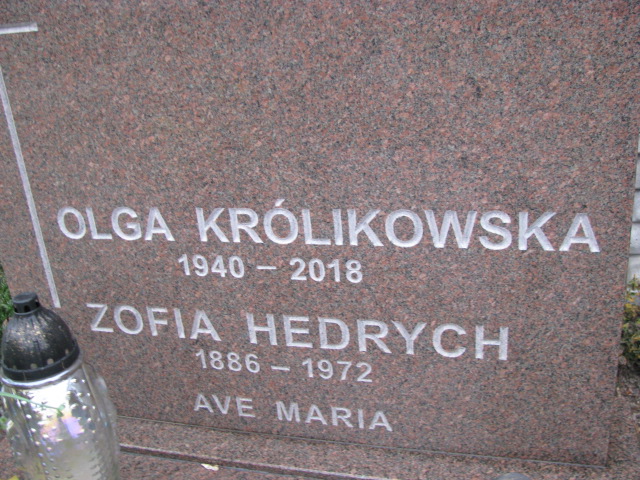 OLGA KRÓLIKOWSKA
1940 – 2018
ZOFIA HEDRYCH
1886 – 1972
AVE MARIA